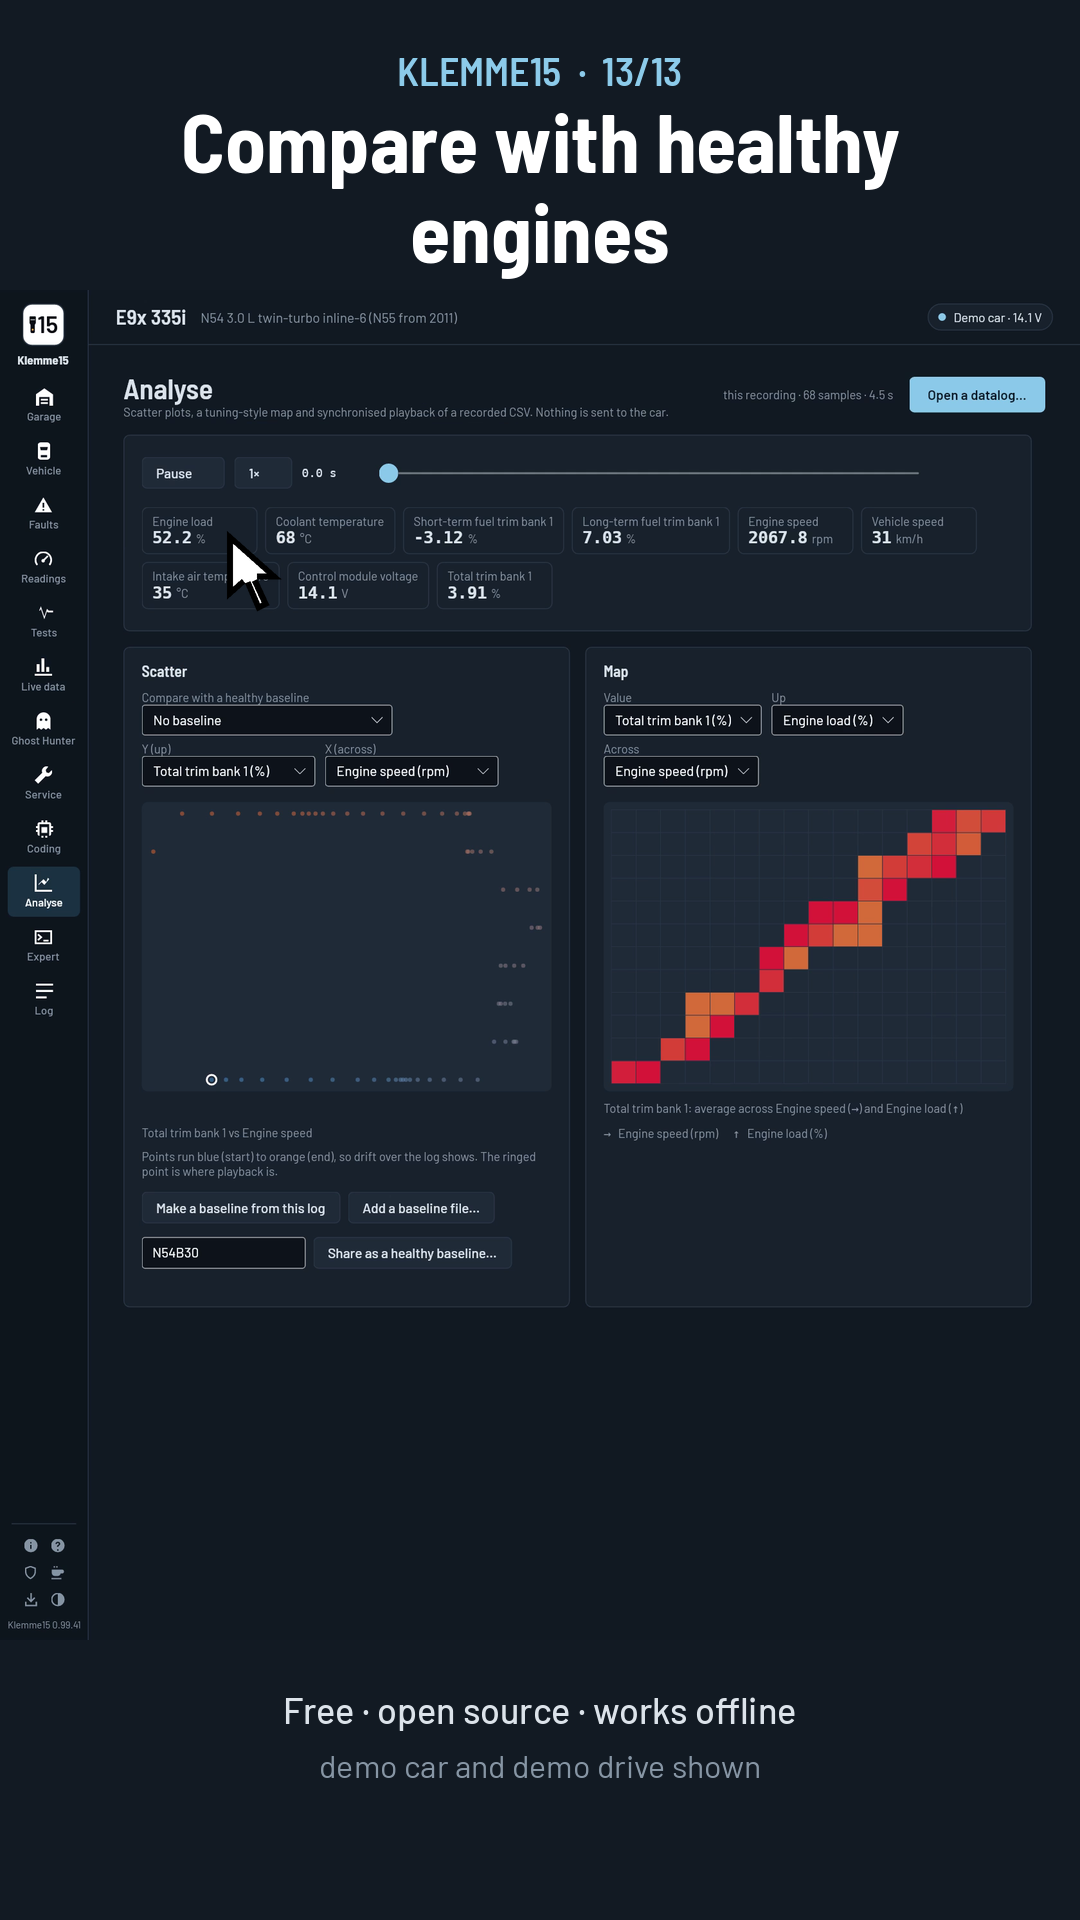 KLEMME15 · 13/13
Compare with healthy
engines
15
Klemme15
E9x 335i N54 3.0 L twin-turbo inline-6 (N55 from 2011)
Demo car · 14.1 V
Garage
Vehicle
Faults
Readings
Tests
Live data
Ghost Hunter
Service
Coding
Analyse
Expert
Log
Klemme15 0.99.41
Analyse
Scatter plots, a tuning-style map and synchronised playback of a recorded CSV. Nothing is sent to the car.
this recording · 68 samples · 4.5 s
Open a datalog...
Pause
1×
0.0 s
Engine load
52.2 %
Coolant temperature
68 °C
Short-term fuel trim bank 1
-3.12 %
Long-term fuel trim bank 1
7.03 %
Engine speed
2067.8 rpm
Vehicle speed
31 km/h
Intake air
35 °C
Control module voltage
14.1 V
Total trim bank 1
3.91 %
Scatter
Compare with a healthy baseline
No baseline
Y (up)
Total trim bank 1 (%)
X (across)
Engine speed (rpm)
Total trim bank 1 vs Engine speed
Points run blue (start) to orange (end), so drift over the log shows. The ringed
point is where playback is.
Make a baseline from this log
Add a baseline file...
N54B30
Share as a healthy baseline...
Map
Value
Total trim bank 1 (%)
Up
Engine load (%)
Across
Engine speed (rpm)
Total trim bank 1: average across Engine speed (→) and Engine load (↑)
→ Engine speed (rpm) ↑ Engine load (%)
Free · open source · works offline
demo car and demo drive shown